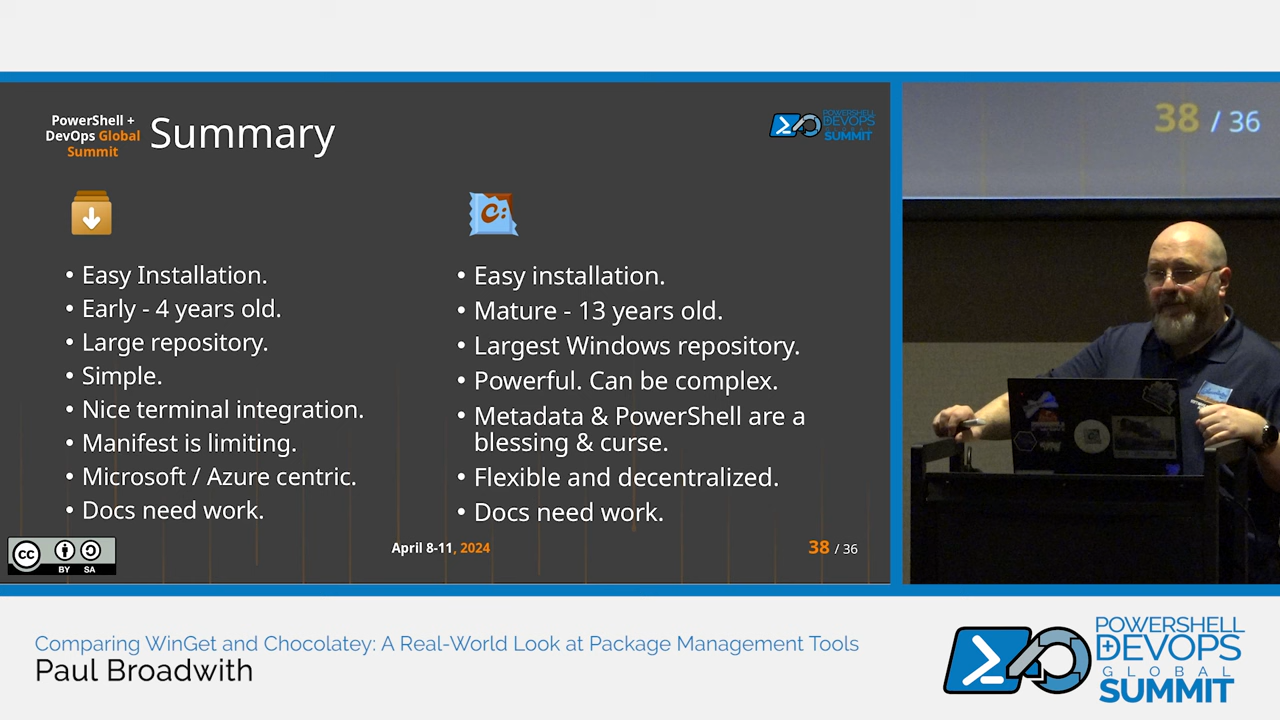 PowerShell +
DevOps Global
Summit
Summary
POWERSHELL
DEVOPS
SUMMIT
• Easy Installation.
• Early - 4 years old.
• Large repository.
• Simple.
• Nice terminal integration.
• Manifest is limiting.
• Microsoft / Azure centric.
• Docs need work.
C:
• Easy installation.
• Mature - 13 years old.
• Largest Windows repository.
• Powerful. Can be complex.
• Metadata & PowerShell are a
blessing & curse.
• Flexible and decentralized.
• Docs need work.
cc
BY SA
April 8-11, 2024
38 / 36
38 / 36
Comparing WinGet and Chocolatey: A Real-World Look at Package Management Tools
Paul Broadwith
POWERSHELL
DEVOPS
GLOBAL
SUMMIT